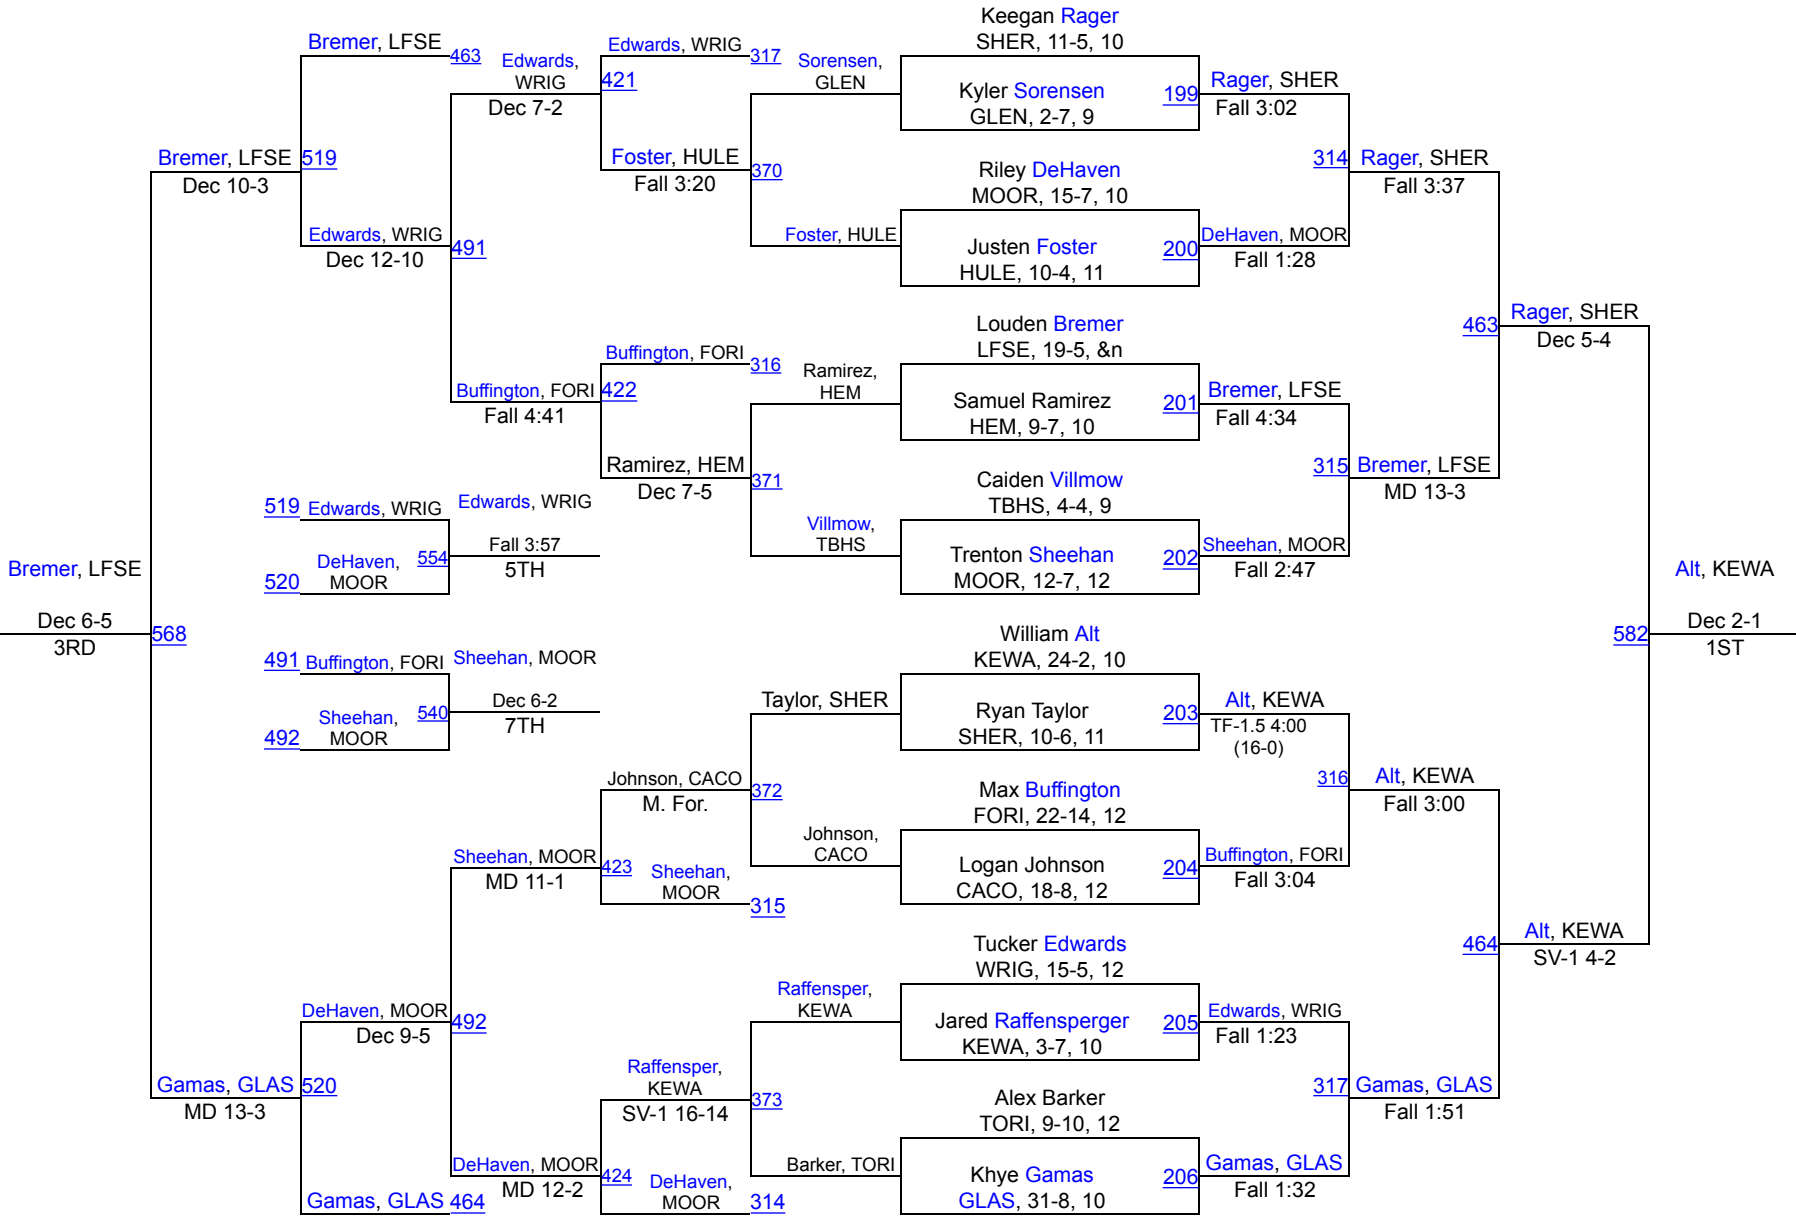 Bremer, LFSE
Dec 6-5
3RD
568
Bremer, LFSE
Dec 10-3
519
Bremer, LFSE
463
Edwards, WRIG
Dec 12-10
491
Edwards,
WRIG
Dec 7-2
421
Edwards, WRIG
317
Foster, HULE
Fall 3:20
370
Sorensen,
GLEN
Foster, HULE
Buffington, FORI
Fall 4:41
422
Buffington, FORI
316
Ramirez, HEM
Dec 7-5
371
Ramirez,
HEM
Villmow,
TBHS
519
Edwards, WRIG
520
DeHaven,
MOOR
554
Edwards, WRIG
Fall 3:57
5TH
491
Buffington, FORI
492
Sheehan,
MOOR
540
Sheehan, MOOR
Dec 6-2
7TH
Gamas, GLAS
MD 13-3
520
DeHaven, MOOR
Dec 9-5
492
Gamas, GLAS
464
Sheehan, MOOR
MD 11-1
423
Johnson, CACO
M. For.
372
Sheehan,
MOOR
315
Taylor, SHER
Johnson,
CACO
DeHaven, MOOR
MD 12-2
424
Raffensper,
KEWA
SV-1 16-14
373
DeHaven,
MOOR
314
Raffensper,
KEWA
Barker, TORI
Keegan Rager
SHER, 11-5, 10
Kyler Sorensen
GLEN, 2-7, 9
199
Riley DeHaven
MOOR, 15-7, 10
Justen Foster
HULE, 10-4, 11
200
Louden Bremer
LFSE, 19-5, &n
Samuel Ramirez
HEM, 9-7, 10
201
Caiden Villmow
TBHS, 4-4, 9
Trenton Sheehan
MOOR, 12-7, 12
202
William Alt
KEWA, 24-2, 10
Ryan Taylor
SHER, 10-6, 11
203
Max Buffington
FORI, 22-14, 12
Logan Johnson
CACO, 18-8, 12
204
Tucker Edwards
WRIG, 15-5, 12
Jared Raffensperger
KEWA, 3-7, 10
205
Alex Barker
TORI, 9-10, 12
Khye Gamas
GLAS, 31-8, 10
206
Rager, SHER
Fall 3:02
314
DeHaven, MOOR
Fall 1:28
Bremer, LFSE
Fall 4:34
315
Sheehan, MOOR
Fall 2:47
Alt, KEWA
TF-1.5 4:00
(16-0)
316
Buffington, FORI
Fall 3:04
Edwards, WRIG
Fall 1:23
317
Gamas, GLAS
Fall 1:32
Rager, SHER
Fall 3:37
463
Bremer, LFSE
MD 13-3
Alt, KEWA
Fall 3:00
464
Gamas, GLAS
Fall 1:51
Rager, SHER
Dec 5-4
582
Alt, KEWA
SV-1 4-2
Alt, KEWA
Dec 2-1
1ST